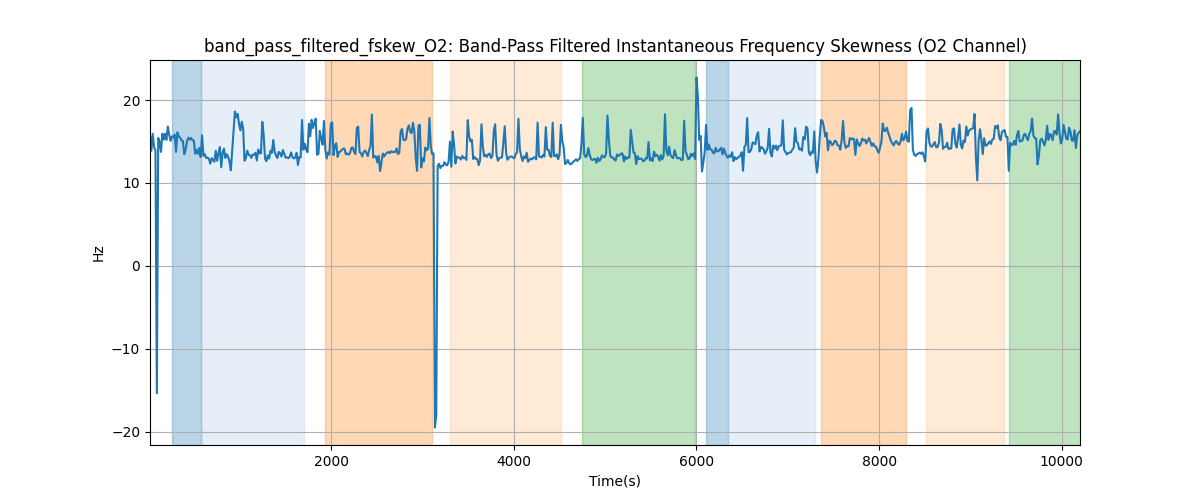 band_pass_filtered_fskew_O2: Band-Pass Filtered Instantaneous Frequency Skewness (O2 Channel)
20
10
0
−10
−20
Hz
2000 4000 6000 8000 10000
Time(s)